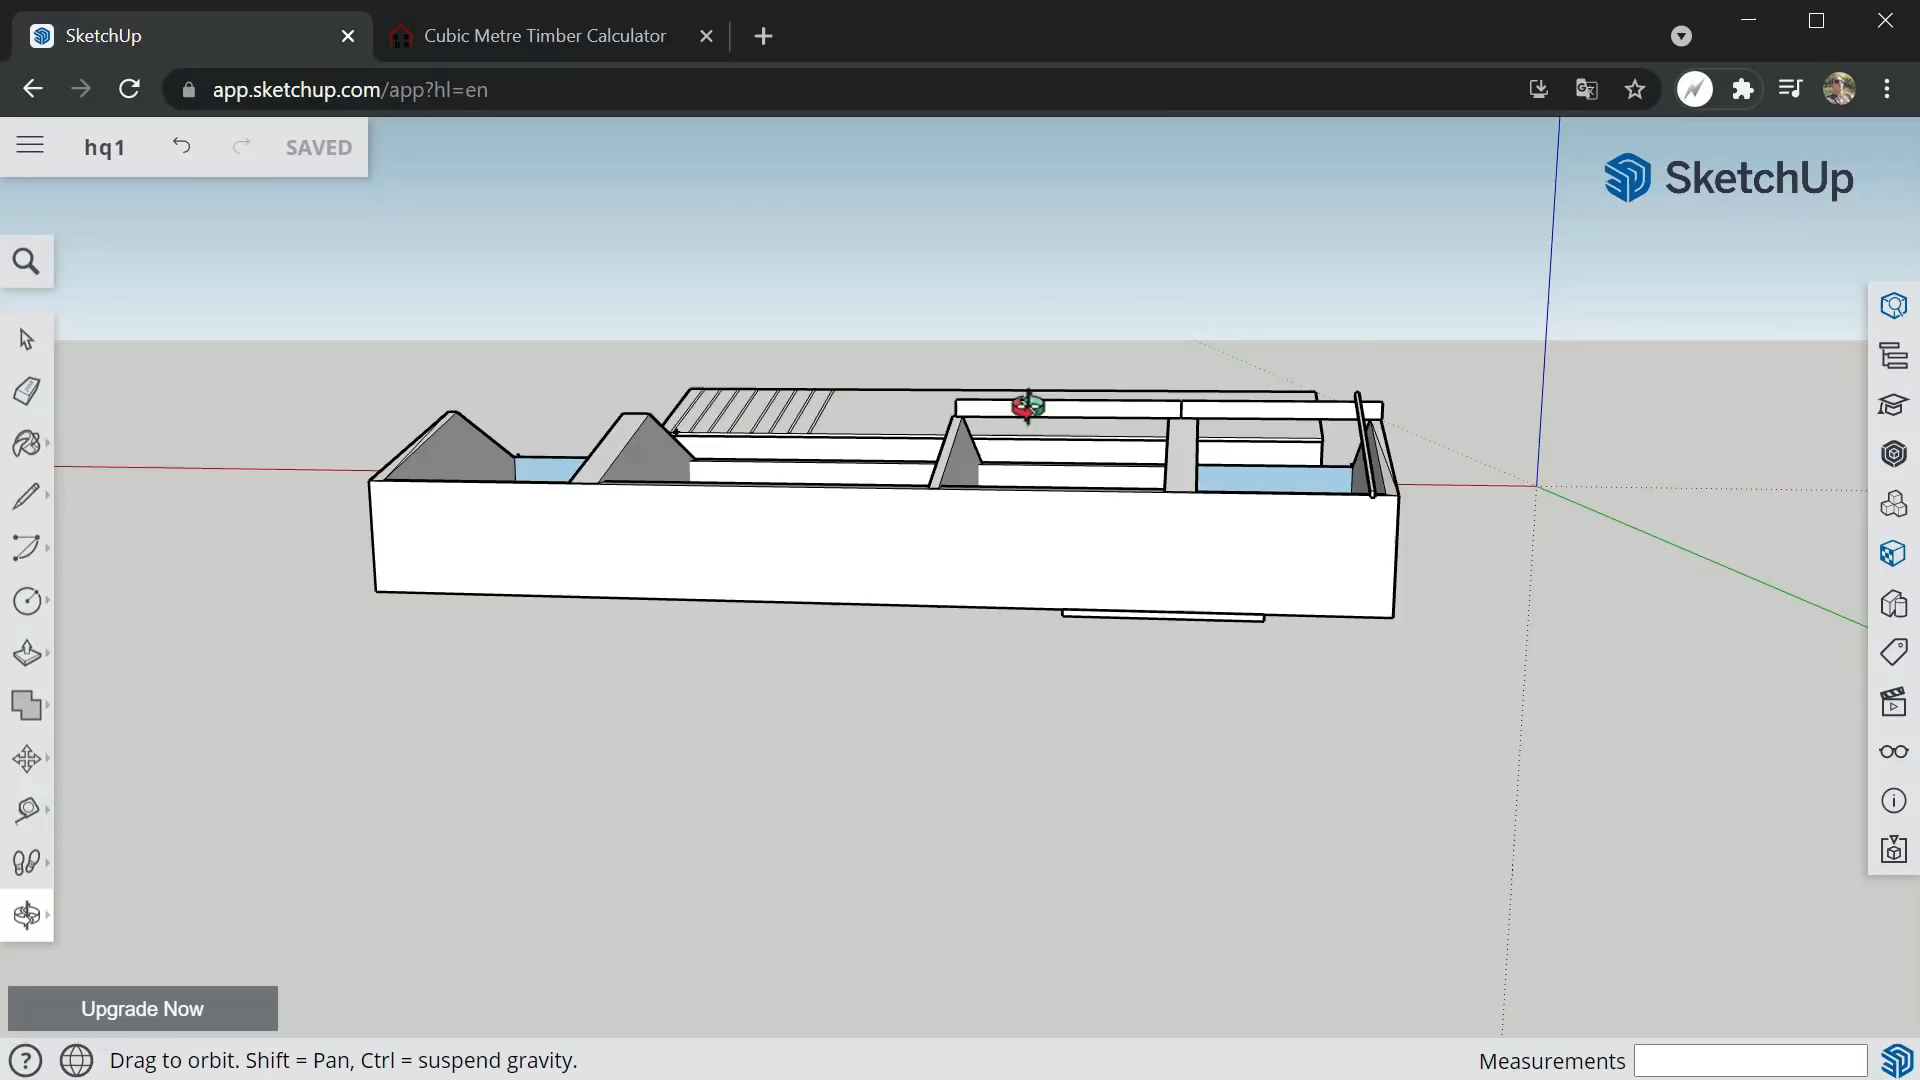 SketchUp
Cubic Metre Timber Calculator
app.sketchup.com/app?hl=en
hq1
SAVED
SketchUp
Upgrade Now
Drag to orbit. Shift = Pan, Ctrl = suspend gravity.
Measurements